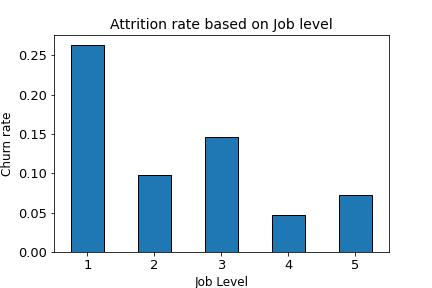 Attrition rate based on Job level
0.25
0.20
0.15
0.10
0.05
0.00
Churn rate
1 2 3 4 5
Job Level